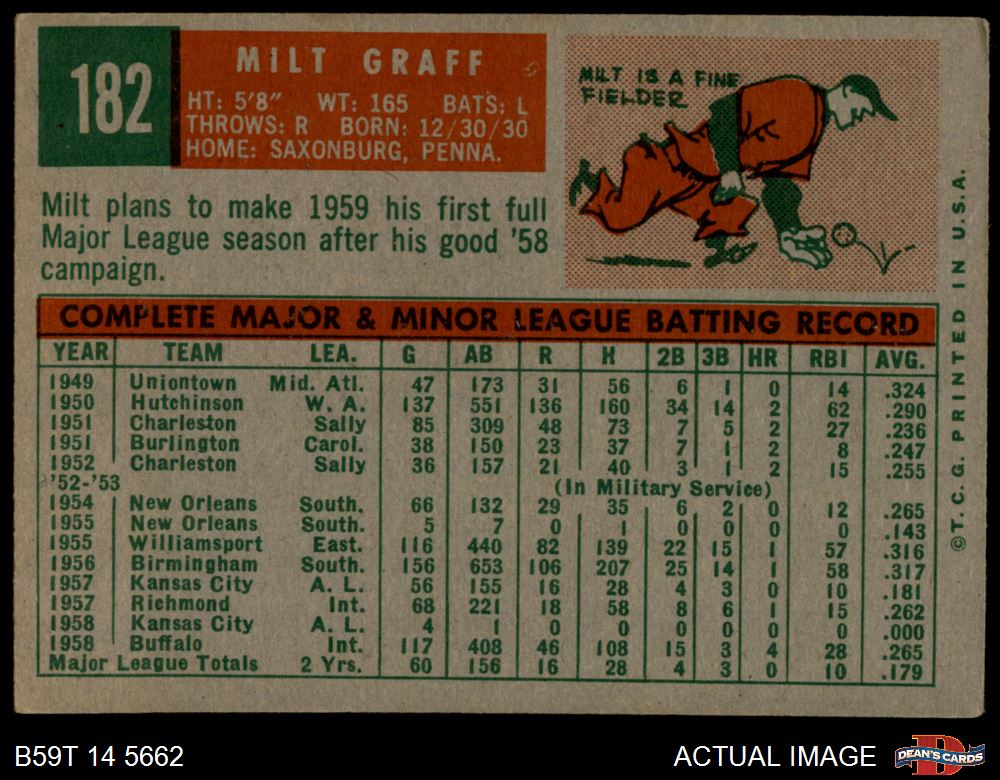 182
MILT GRAFF
HT: 5'8" WT: 165 BATS: L
THROWS: R BORN: 12/30/30
HOME: SAXONBURG, PENNA.
MILT IS A FINE
FIELDER
Milt plans to make 1959 his first full
Major League season after his good '58
campaign.
COMPLETE MAJOR & MINOR LEAGUE BATTING RECORD
YEAR TEAM LEA. G AB R H 2B 3B HR RBI AVG.
1949 Uniontown Mid. Atl. 47 173 31 56 6 1 0 14 .324
1950 Hutchinson W. A. 137 551 136 160 34 14 2 62 .290
1951 Charleston Sally 85 309 48 73 7 5 2 27 .236
1951 Burlington Carol. 38 150 23 37 7 1 2 8 .247
1952 Charleston Sally 36 157 21 40 3 1 2 15 .255
'52-'53 (In Military Service)
1954 New Orleans South. 66 132 29 35 6 2 0 12 .265
1955 New Orleans South. 5 7 0 1 0 0 0 0 .143
1955 Williamsport East. 116 440 82 139 22 15 1 57 .316
1956 Birmingham South. 156 653 106 207 25 14 1 58 .317
1957 Kansas City A. L. 56 155 16 28 4 3 0 10 .181
1957 Richmond Int. 68 221 18 58 8 6 1 15 .262
1958 Kansas City A. L. 4 1 0 0 0 0 0 0 .000
1958 Buffalo Int. 117 408 46 108 15 3 4 28 .265
Major League Totals 2 Yrs. 60 156 16 28 4 3 0 10 .179
©T. C. G. PRINTED IN U.S.A.
B59T 14 5662
ACTUAL IMAGE
DEAN'S CARDS